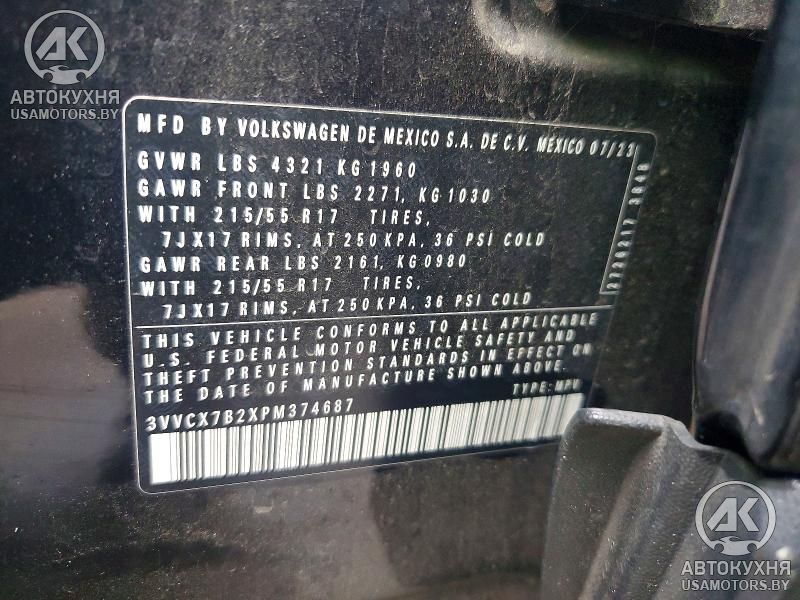 AK
АВТОКУХНЯ
USAMOTORS.BY
MFD BY VOLKSWAGEN DE MEXICO S.A. DE C.V. MEXICO 07/23
GVWR LBS 4321 KG 1960
GAWR FRONT LBS 2271, KG 1030
WITH 215/55 R17 TIRES,
7JX17 RIMS, AT 250 KPA, 36 PSI COLD
GAWR REAR LBS 2161, KG 0980
WITH 215/55 R17 TIRES,
7JX17 RIMS, AT 250 KPA, 36 PSI COLD
THIS VEHICLE CONFORMS TO ALL APPLICABLE
U.S. FEDERAL MOTOR VEHICLE SAFETY AND
THEFT PREVENTION STANDARDS IN EFFECT ON
THE DATE OF MANUFACTURE SHOWN ABOVE.
3VVCX7B2XPM374687
TYPE: MPV
AK
АВТОКУХНЯ
USAMOTORS.BY